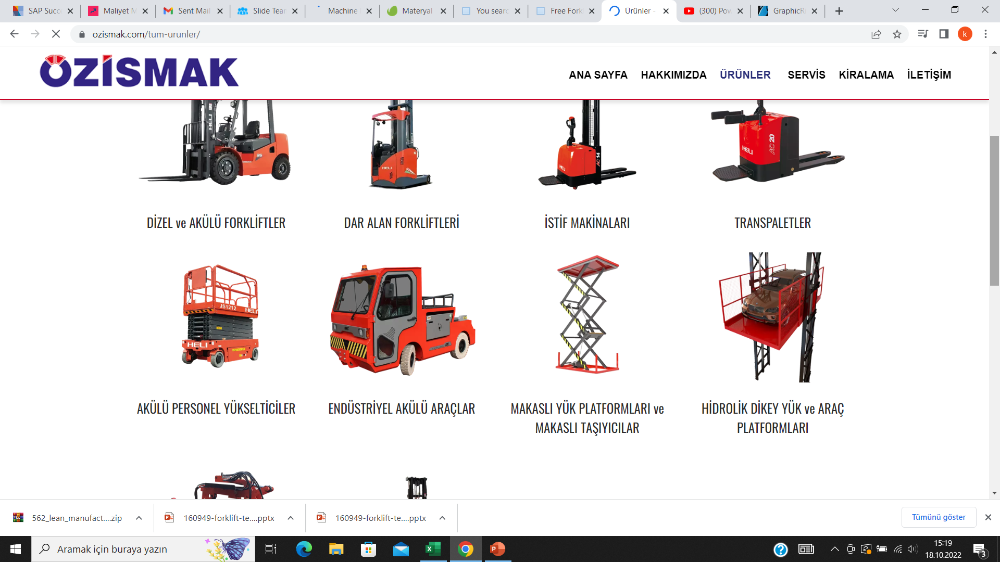 SAP Succe
Maliyet M
Sent Mail
Slide Tear
Machine
Materyal
You searc
Free Fork
Ürünler -
(300) Pow
GraphicRi
ozismak.com/tum-urunler/
k
ÖZİSMAK
ANA SAYFA
HAKKIMIZDA
ÜRÜNLER
SERVİS
KİRALAMA
İLETİŞİM
HELI
35
HELI
HELI
AC 14
HELI
AC 20
DİZEL ve AKÜLÜ FORKLİFTLER
DAR ALAN FORKLİFTLERİ
İSTİF MAKİNALARI
TRANSPALETLER
JS1212
HELI
HELI
AKÜLÜ PERSONEL YÜKSELTİCİLER
ENDÜSTRİYEL AKÜLÜ ARAÇLAR
MAKASLI YÜK PLATFORMLARI ve
MAKASLI TAŞIYICILAR
HİDROLİK DİKEY YÜK ve ARAÇ
PLATFORMLARI
562_lean_manufact....zip
160949-forklift-te....pptx
160949-forklift-te....pptx
Tümünü göster
Aramak için buraya yazın
15:19
18.10.2022
3